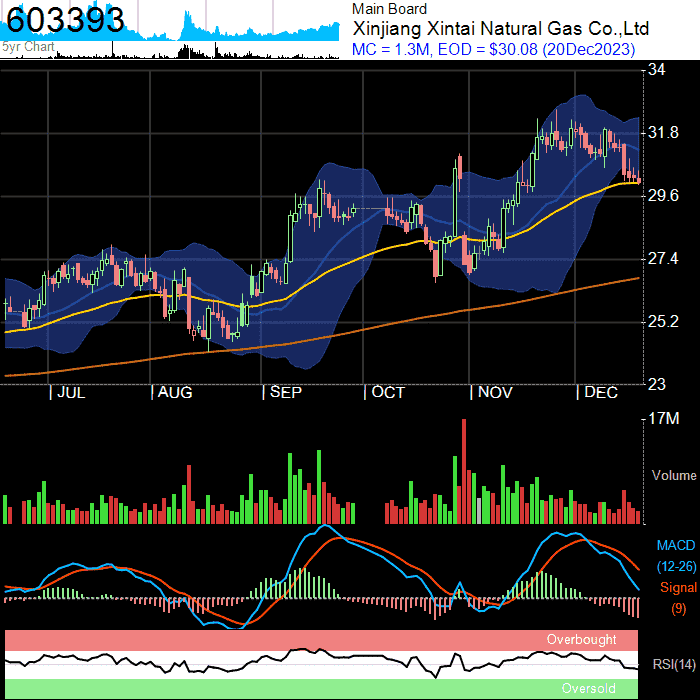 603393
5yr Chart
Main Board
Xinjiang Xintai Natural Gas Co.,Ltd
MC = 1.3M, EOD = $30.08 (20Dec2023)
34
31.8
29.6
27.4
25.2
23
JUL
AUG
SEP
OCT
NOV
DEC
17M
Volume
MACD
(12-26)
Signal
(9)
Overbought
RSI(14)
Oversold